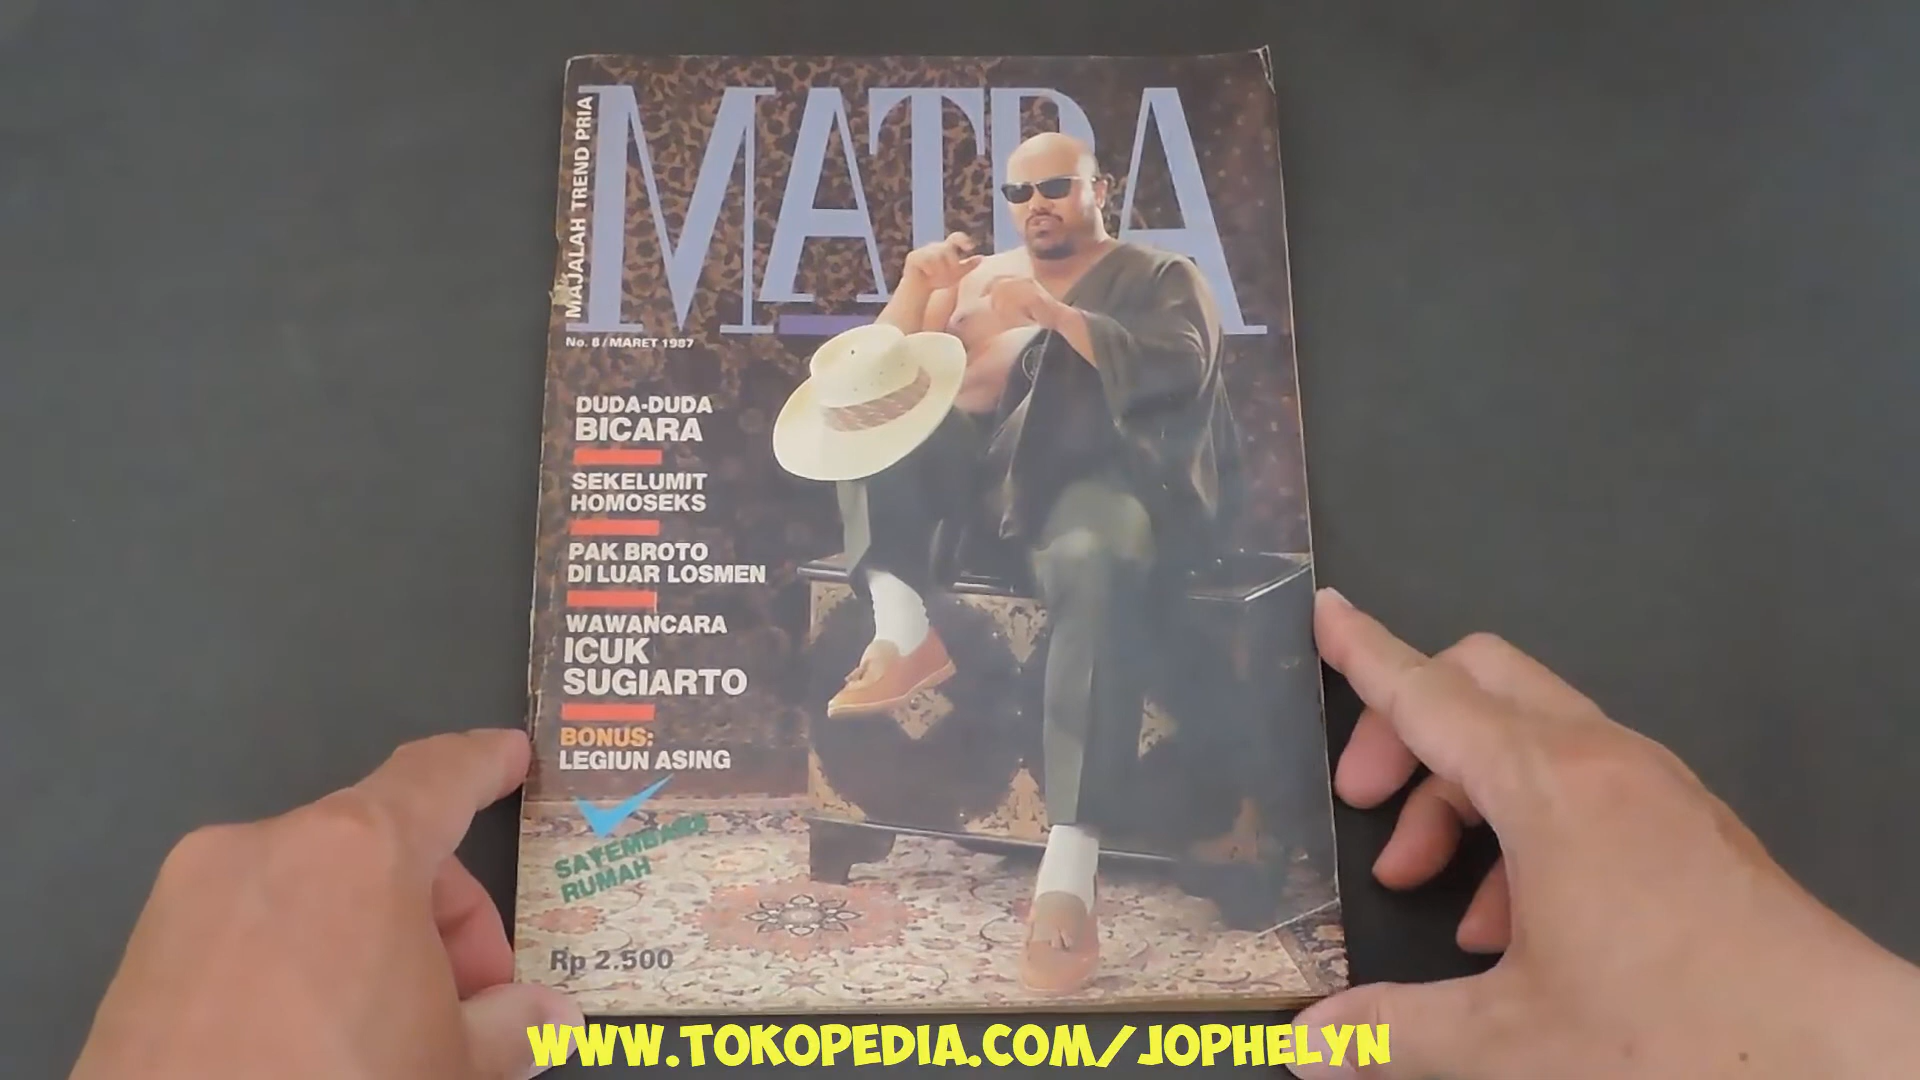 MAJALAH TREND PRIA
MATRA
No. 8 / MARET 1987
DUDA-DUDA
BICARA
SEKELUMIT
HOMOSEKS
PAK BROTO
DI LUAR LOSMEN
WAWANCARA
ICUK
SUGIARTO
BONUS:
LEGIUN ASING
SAYEMBARA
RUMAH
Rp 2.500
WWW.TOKOPEDIA.COM/JOPHELYN